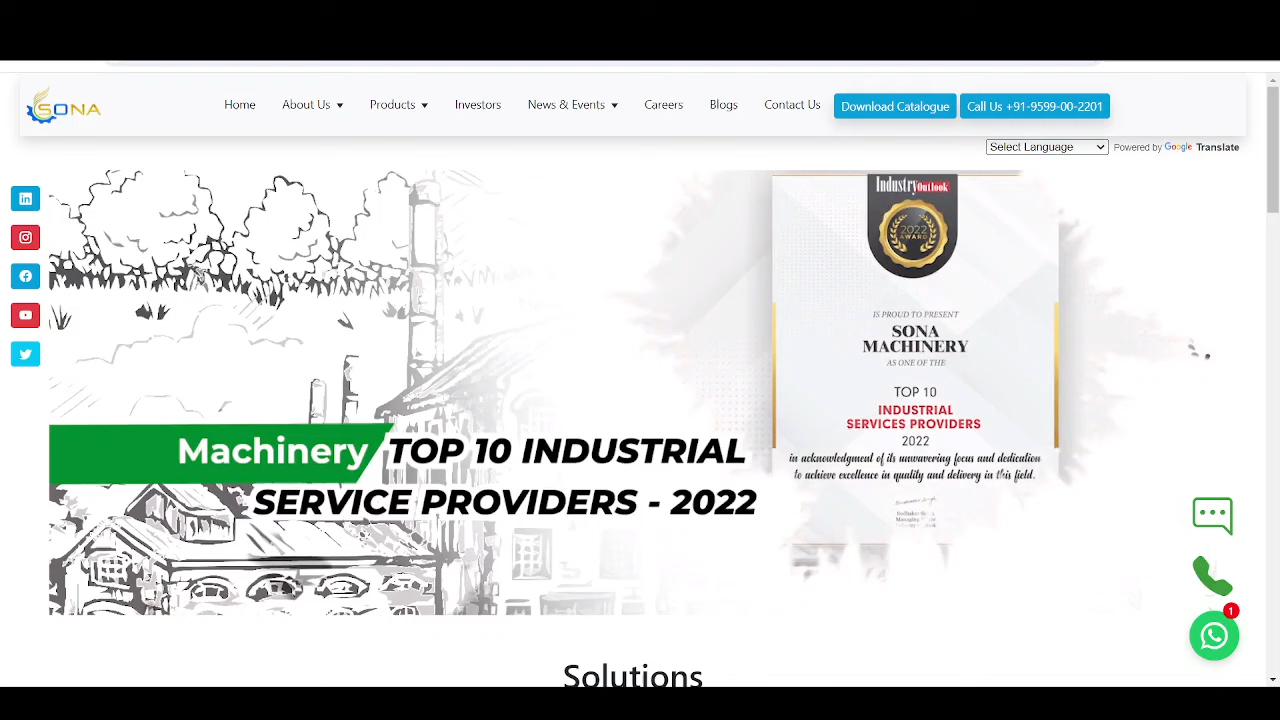 SONA
Home
About Us
Products
Investors
News & Events
Careers
Blogs
Contact Us
Download Catalogue
Call Us +91-9599-00-2201
Select Language
Powered by Google Translate
Industry Outlook
2022
AWARD
IS PROUD TO PRESENT
SONA
MACHINERY
AS ONE OF THE
TOP 10
INDUSTRIAL
SERVICES PROVIDERS
2022
in acknowledgment of its unwavering focus and dedication
to achieve excellence in quality and delivery in this field.
Machinery TOP 10 INDUSTRIAL
SERVICE PROVIDERS - 2022
1
Solutions